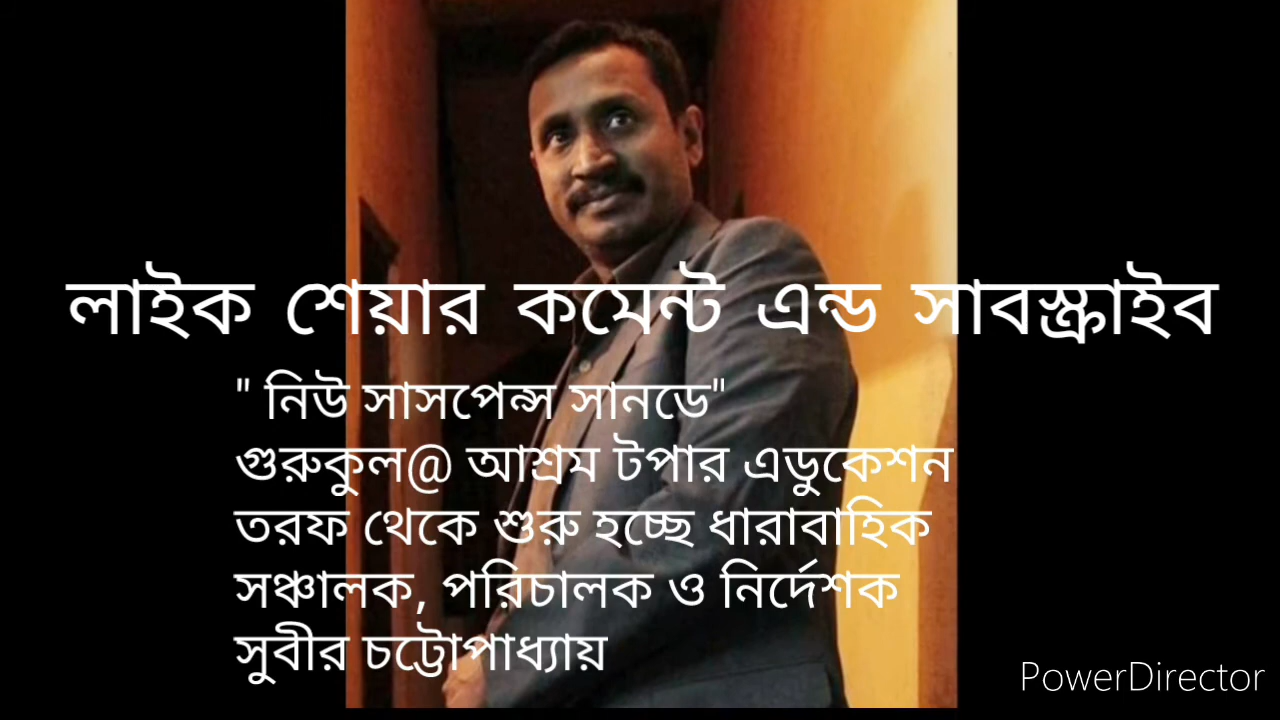 লাইক শেয়ার কমেন্ট এন্ড সাবস্ক্রাইব
" নিউ সাসপেন্স সানডে"
গুরুকুল@ আশ্রম টপার এডুকেশন
তরফ থেকে শুরু হচ্ছে ধারাবাহিক
সঞ্চালক, পরিচালক ও নির্দেশক
সুবীর চট্টোপাধ্যায়
PowerDirector